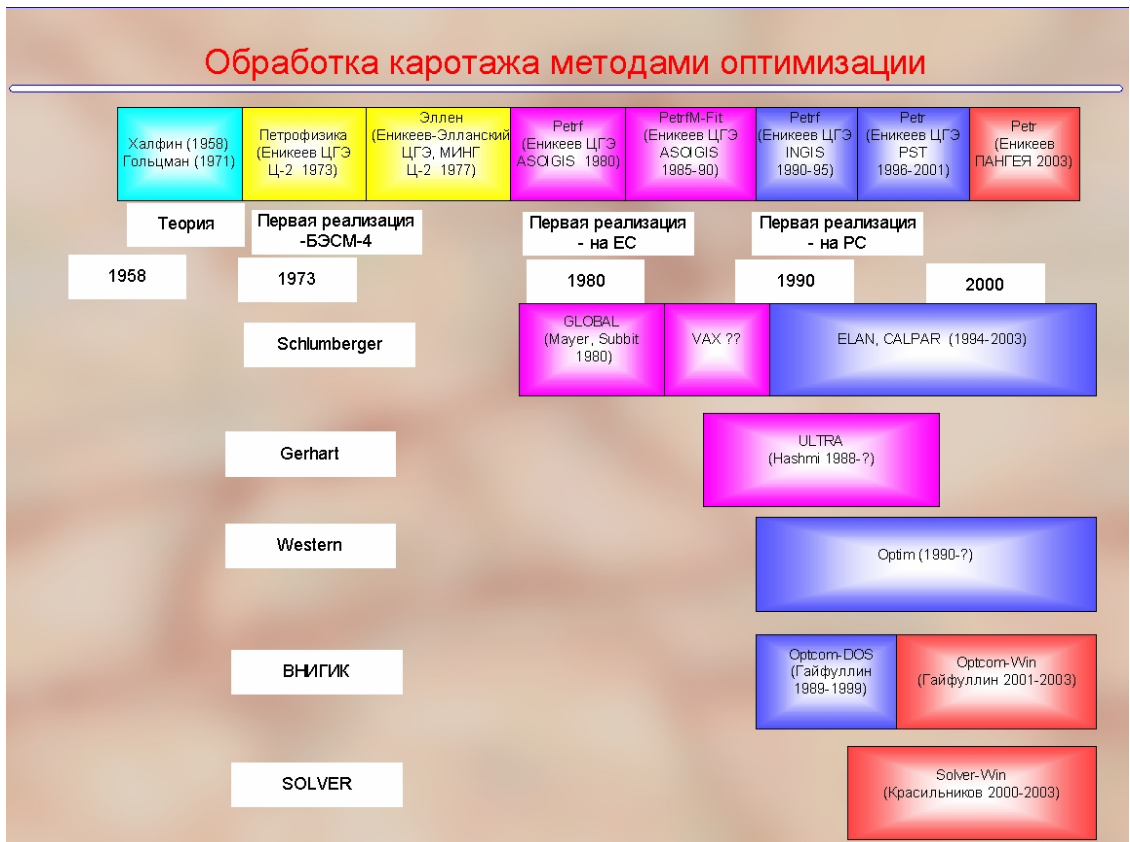 Обработка каротажа методами оптимизации
Халфин (1958)
Гольцман (1971)
Петрофизика
(Еникеев ЦГЭ
Ц-2 1973)
Эллен
(Еникеев-Элланский
ЦГЭ, МИНГ
Ц-2 1977)
Petrf
(Еникеев ЦГЭ
ASOIGIS 1980)
PetrfM-Fit
(Еникеев ЦГЭ
ASOIGIS
1985-90)
Petrf
(Еникеев ЦГЭ
INGIS
1990-95)
Petr
(Еникеев ЦГЭ
PST
1996-2001)
Petr
(Еникеев
ПАНГЕЯ 2003)
Теория
Первая реализация
-БЭСМ-4
Первая реализация
- на ЕС
Первая реализация
- на РС
1958
1973
1980
1990
2000
Schlumberger
GLOBAL
(Mayer, Subbit
1980)
VAX ??
ELAN, CALPAR (1994-2003)
Gerhart
ULTRA
(Hashmi 1988-?)
Western
Optim (1990-?)
ВНИГИК
Optcom-DOS
(Гайфуллин
1989-1999)
Optcom-Win
(Гайфуллин 2001-2003)
SOLVER
Solver-Win
(Красильников 2000-2003)